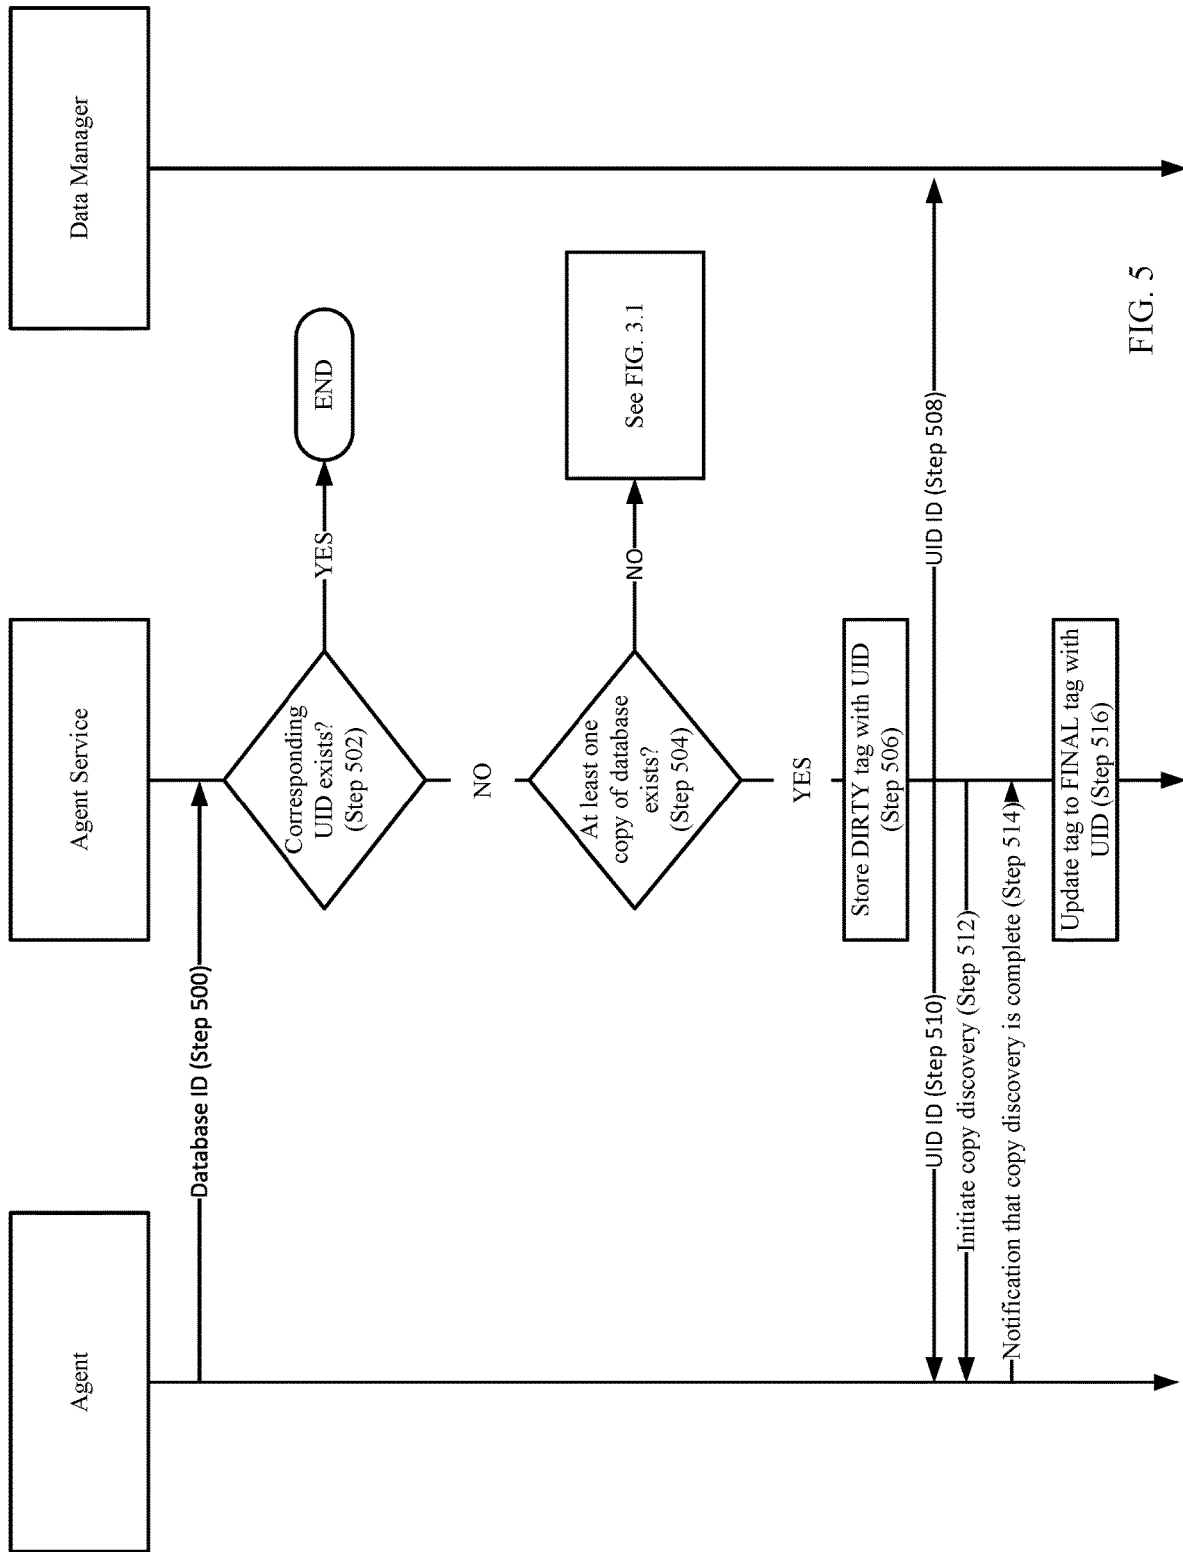 Agent
Agent Service
Data Manager
Database ID (Step 500)
Corresponding
UID exists?
(Step 502)
YES
END
NO
At least one
copy of database
exists?
(Step 504)
NO
See FIG. 3.1
YES
Store DIRTY tag with UID
(Step 506)
UID ID (Step 510)
UID ID (Step 508)
Initiate copy discovery (Step 512)
Notification that copy discovery is complete (Step 514)
Update tag to FINAL tag with
UID (Step 516)
FIG. 5